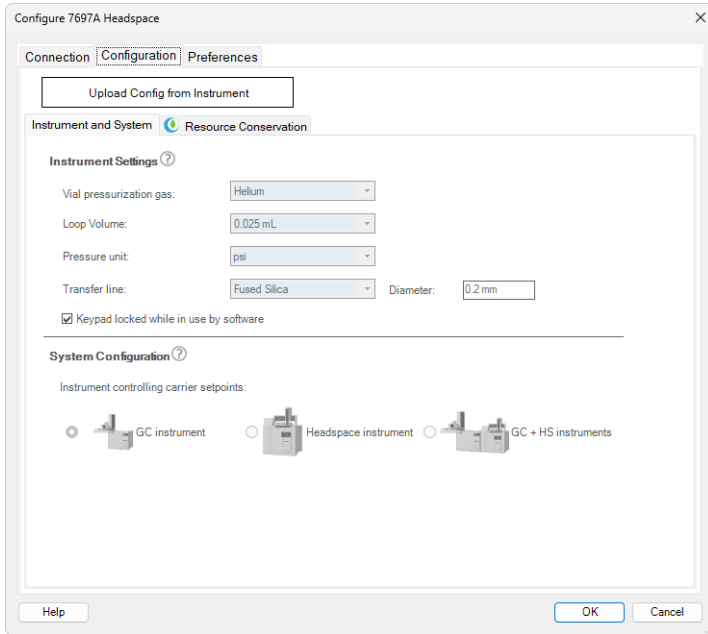 Configure 7697A Headspace
Connection Configuration Preferences
Upload Config from Instrument
Instrument and System Resource Conservation
Instrument Settings ?
Vial pressurization gas: Helium
Loop Volume: 0.025 mL
Pressure unit: psi
Transfer line: Fused Silica Diameter: 0.2 mm
Keypad locked while in use by software
System Configuration ?
Instrument controlling carrier setpoints:
GC instrument Headspace instrument GC + HS instruments
Help OK Cancel